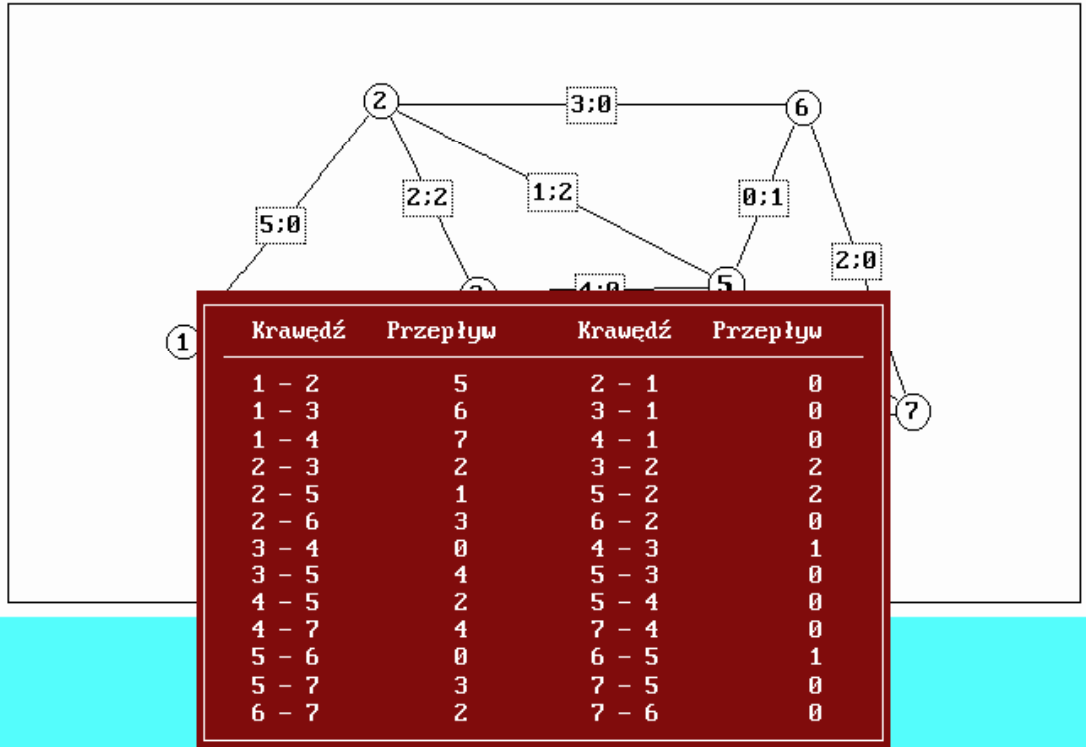 2
3;0
6
2;2
1;2
0;1
5;0
2;0
5
1
7
Krawędź Przepływ Krawędź Przepływ
1 - 2 5 2 - 1 0
1 - 3 6 3 - 1 0
1 - 4 7 4 - 1 0
2 - 3 2 3 - 2 2
2 - 5 1 5 - 2 2
2 - 6 3 6 - 2 0
3 - 4 0 4 - 3 1
3 - 5 4 5 - 3 0
4 - 5 2 5 - 4 0
4 - 7 4 7 - 4 0
5 - 6 0 6 - 5 1
5 - 7 3 7 - 5 0
6 - 7 2 7 - 6 0